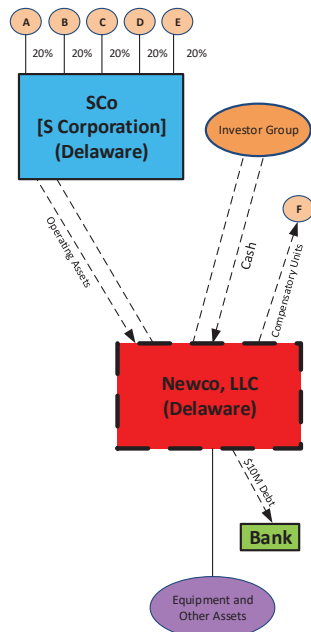 A B C D E
20% 20% 20% 20% 20%
SCo
[S Corporation]
(Delaware)
Investor Group
F
Operating Assets
Cash
Compensatory Units
Newco, LLC
(Delaware)
$10M Debt
Bank
Equipment and
Other Assets